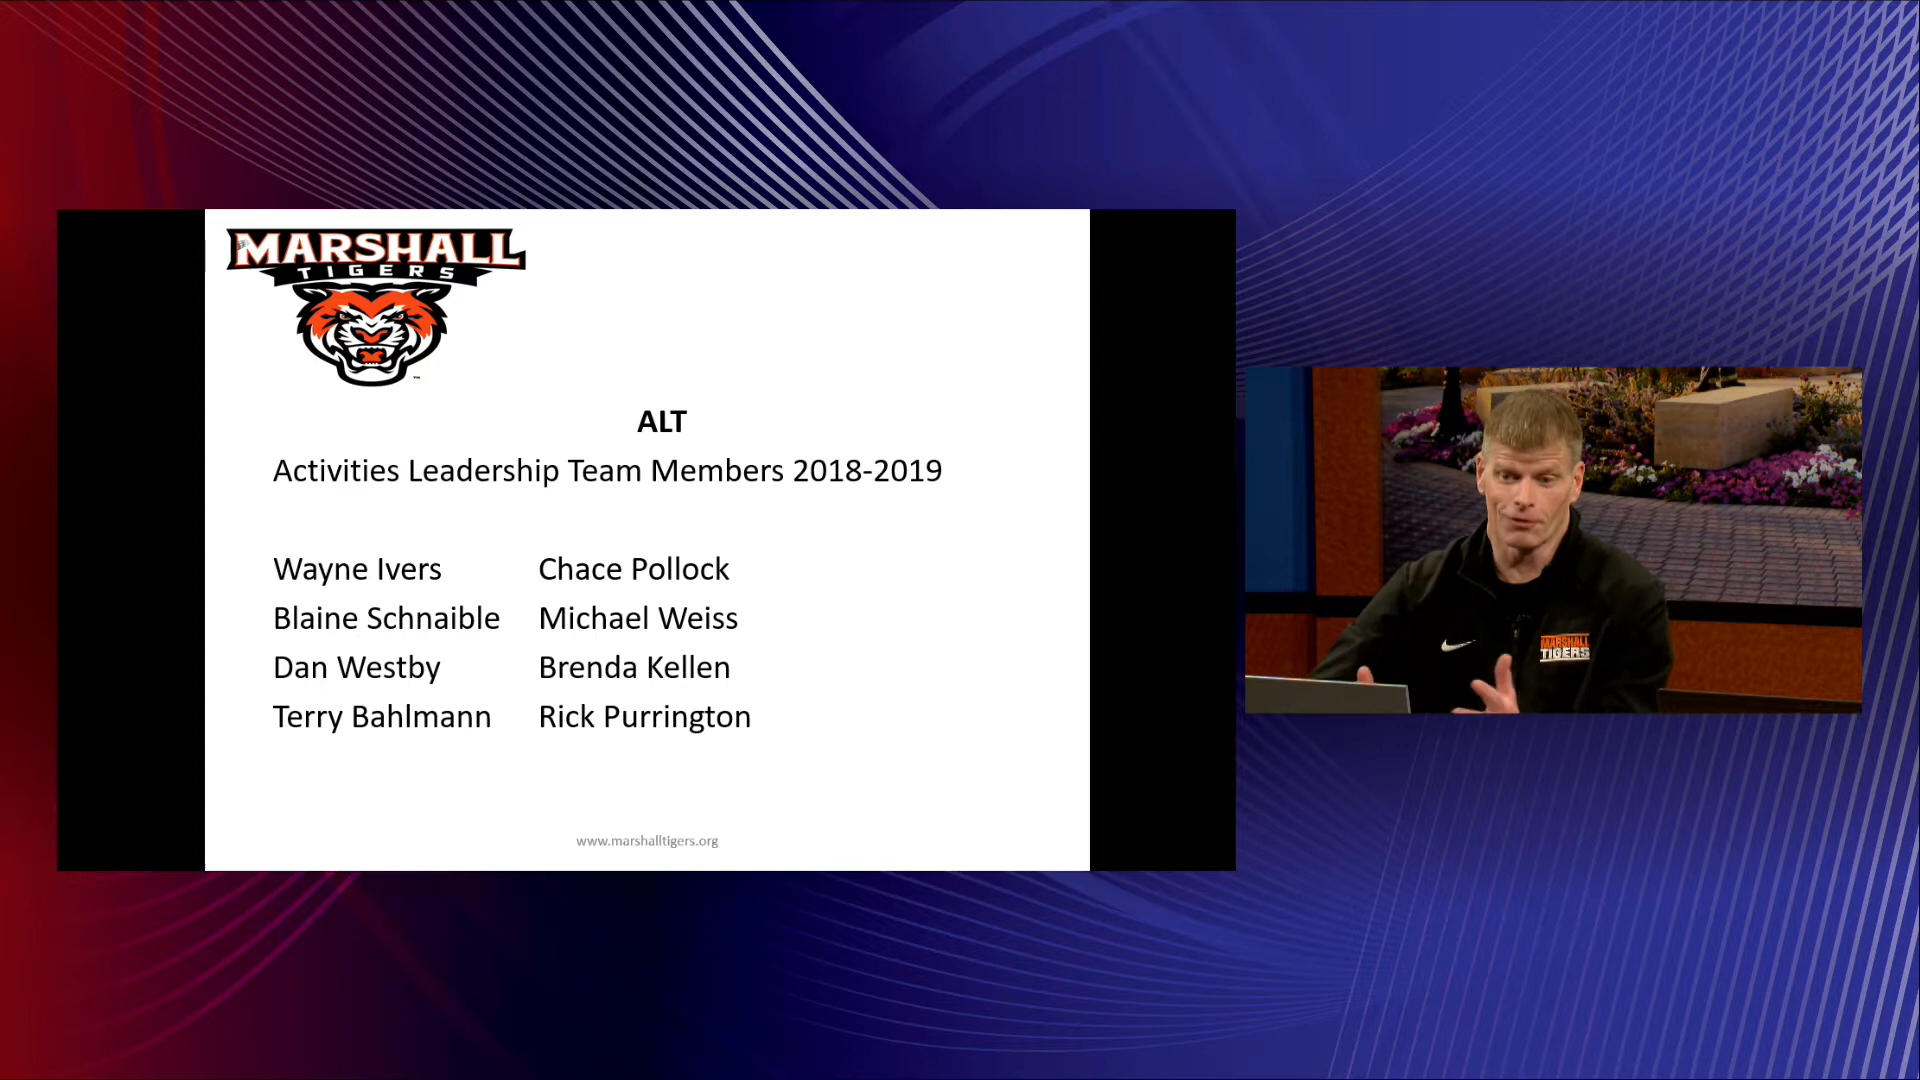 MARSHALL
TIGERS
ALT
Activities Leadership Team Members 2018-2019
Wayne Ivers Chace Pollock
Blaine Schnaible Michael Weiss
Dan Westby Brenda Kellen
Terry Bahlmann Rick Purrington
www.marshalltigers.org
MARSHALL
TIGERS